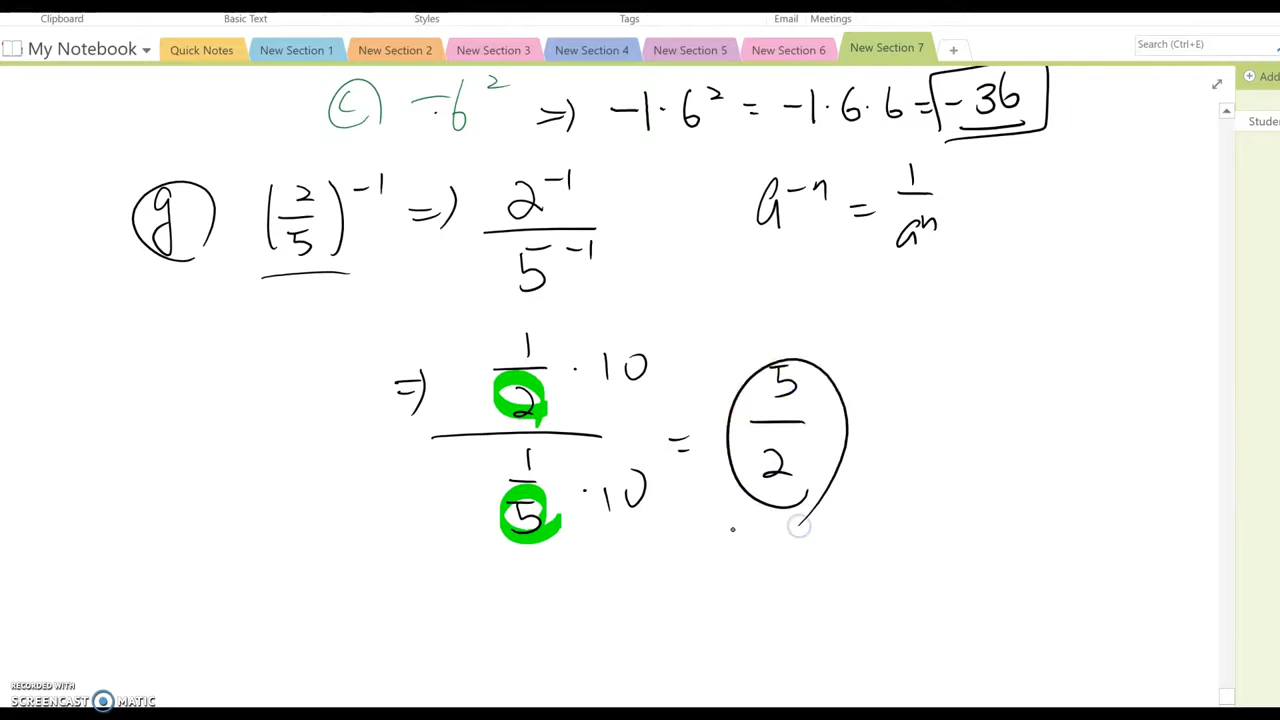 Clipboard Basic Text Styles Tags Email Meetings
My Notebook Quick Notes New Section 1 New Section 2 New Section 3 New Section 4 New Section 5 New Section 6 New Section 7 + Search (Ctrl+E)
Add
Studen
c) -6² => -1·6² = -1·6·6 = -36
g (2/5)⁻¹ => 2⁻¹/5⁻¹ a⁻ⁿ = 1/aⁿ
=> (1/2 · 10)/(1/5 · 10) = 5/2
RECORDED WITH
SCREENCAST MATIC